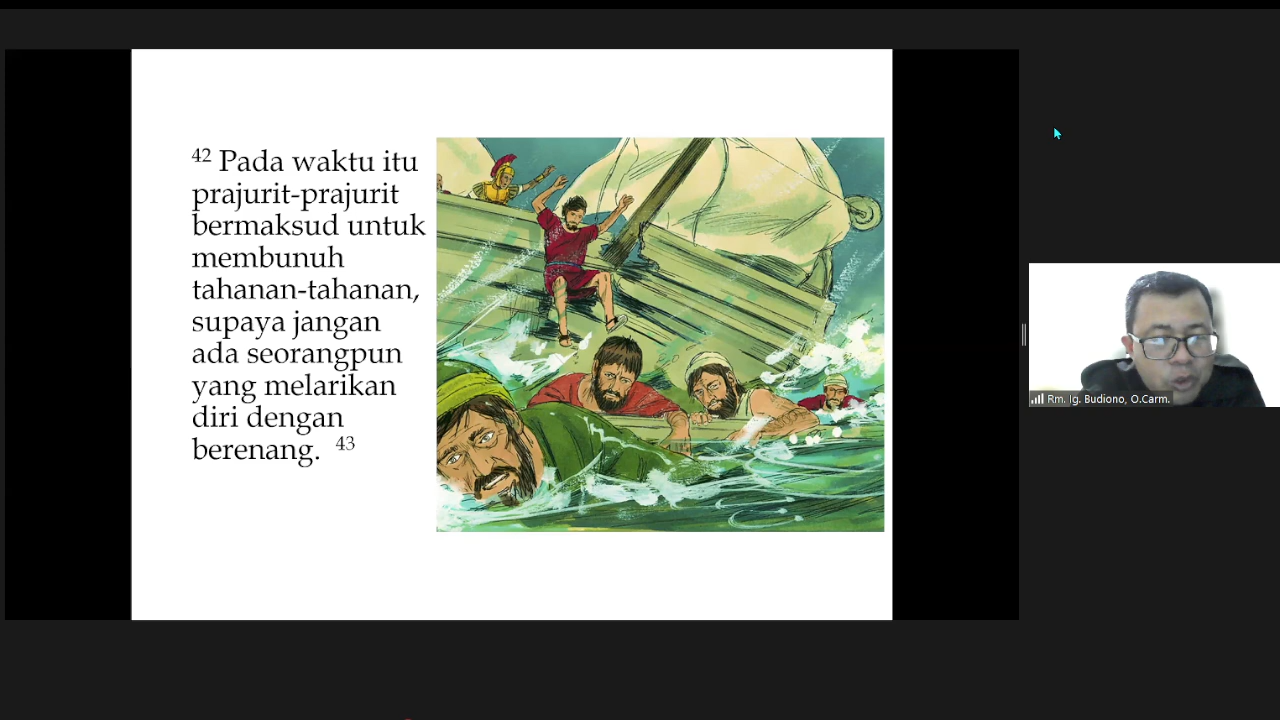 42 Pada waktu itu
prajurit-prajurit
bermaksud untuk
membunuh
tahanan-tahanan,
supaya jangan
ada seorangpun
yang melarikan
diri dengan
berenang. 43
Rm. Ig. Budiono, O.Carm.